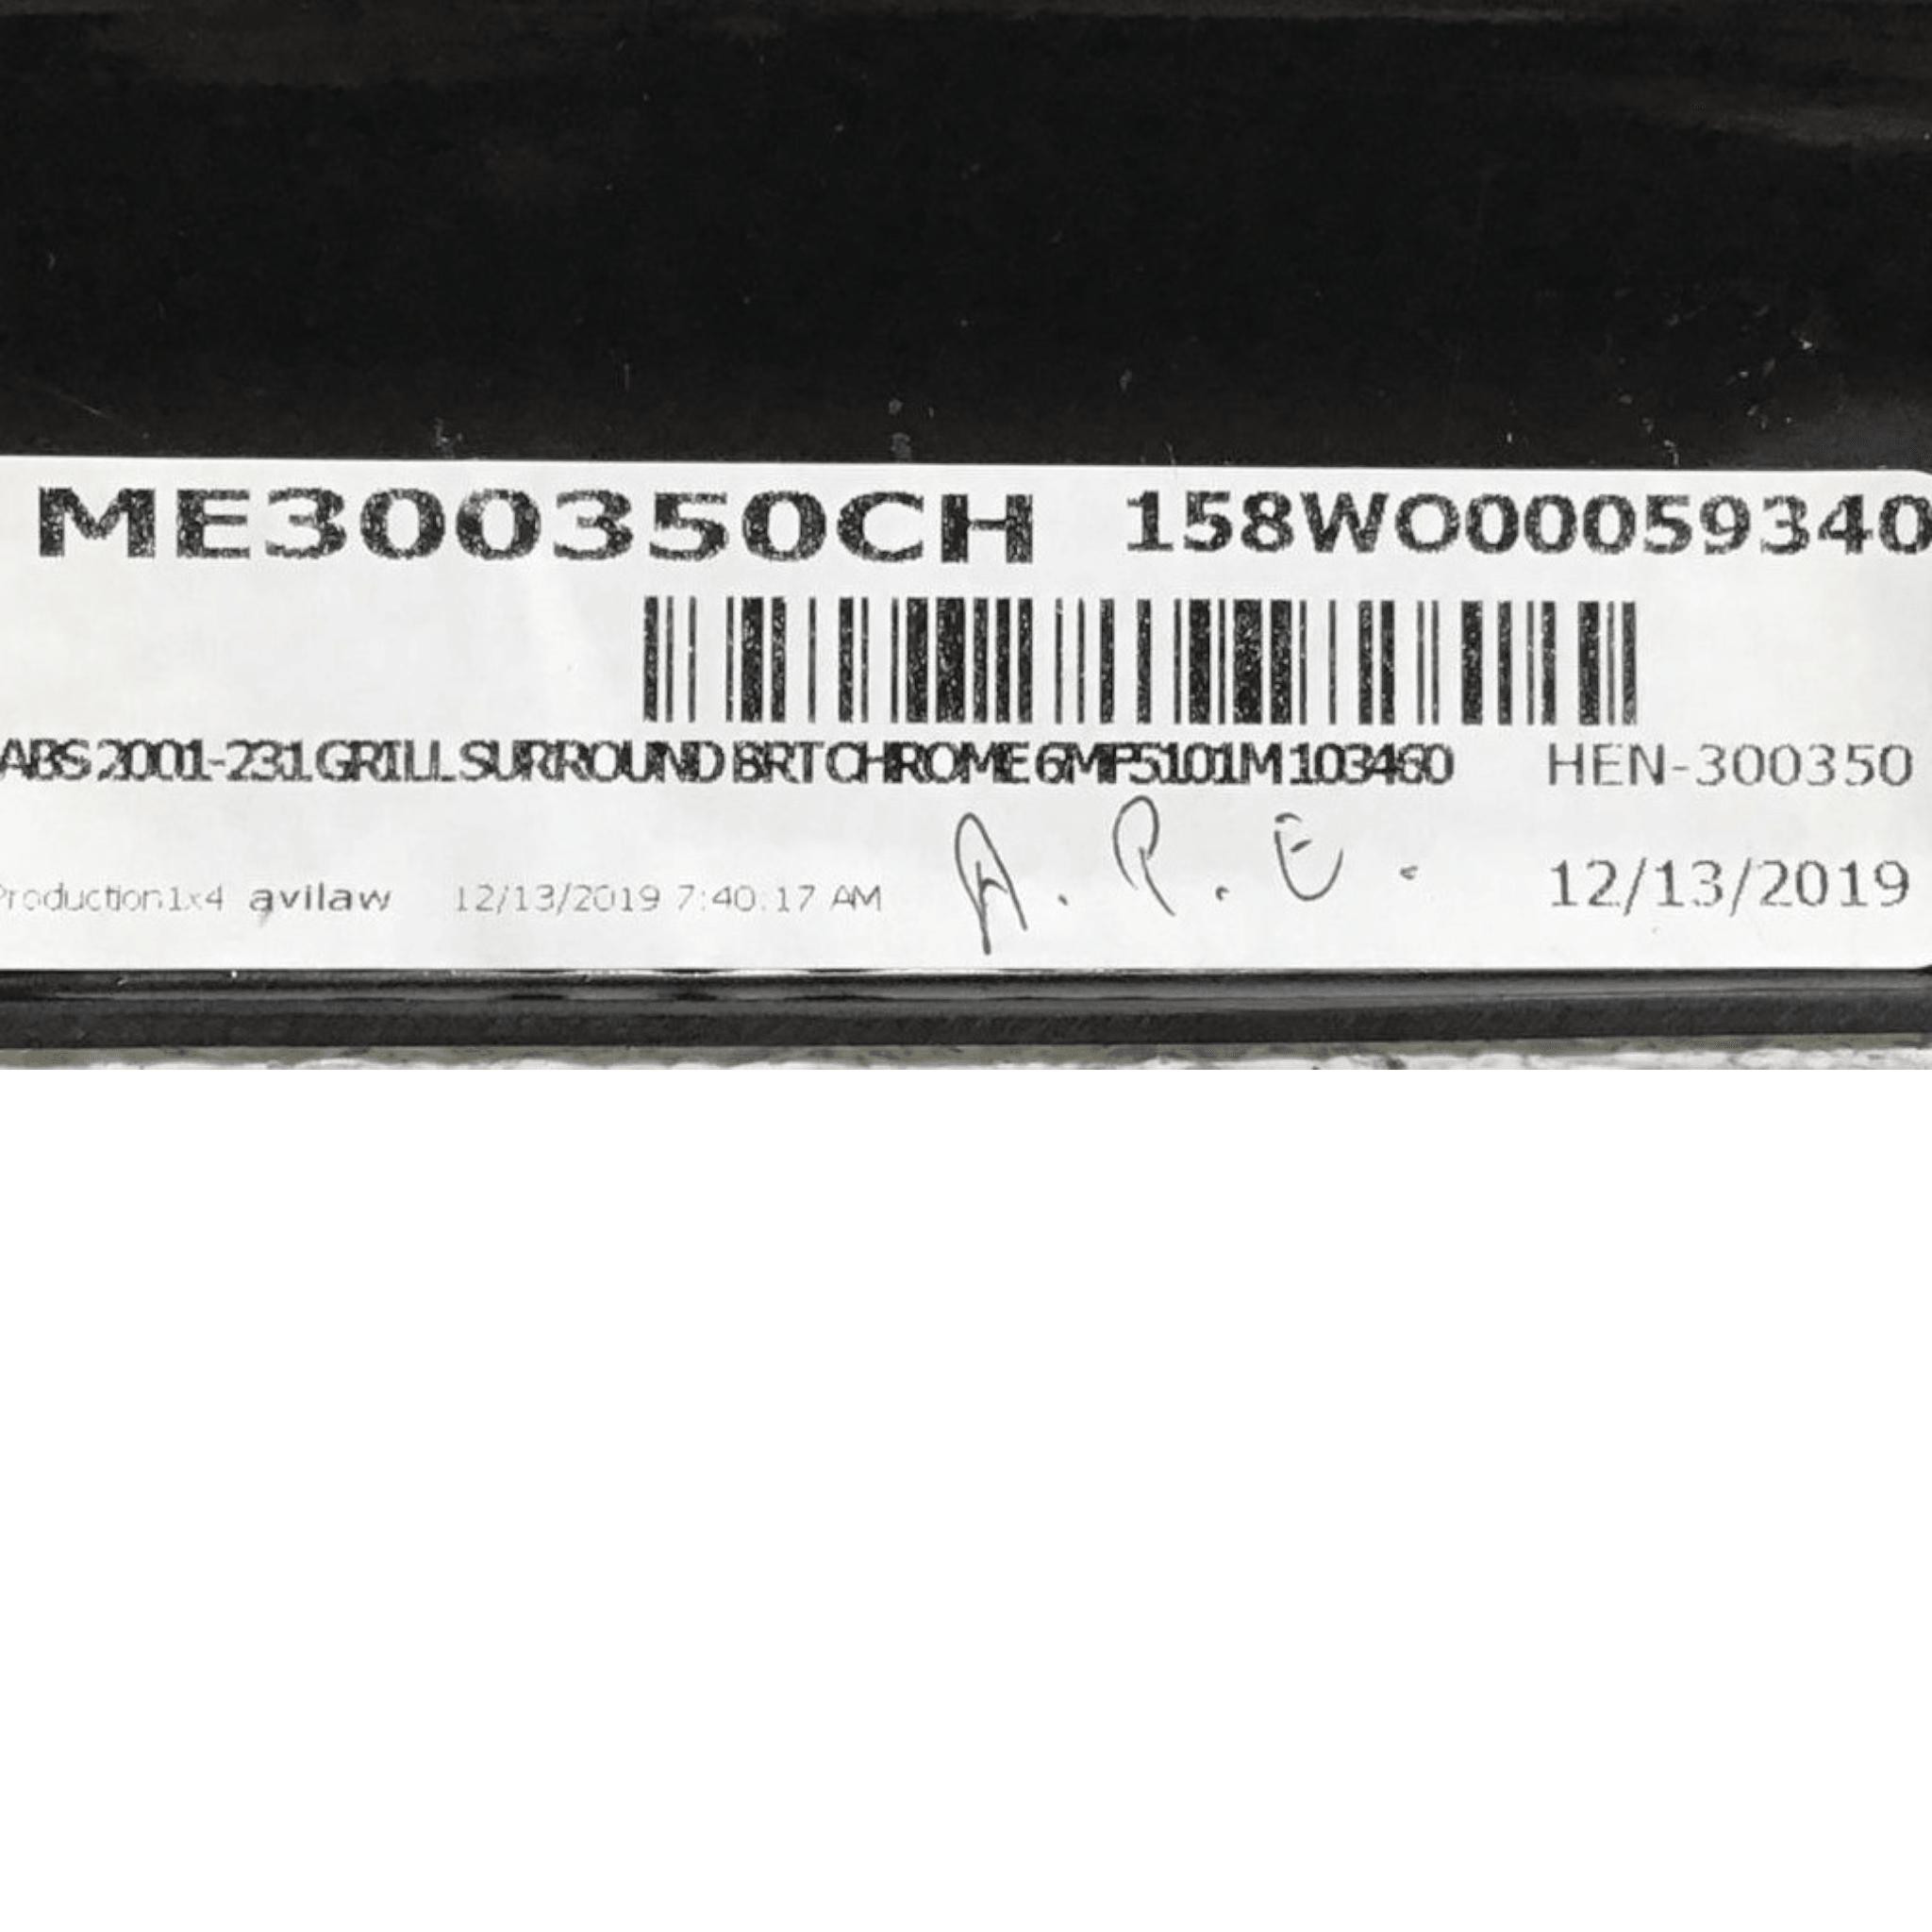 ME300350CH 158WO00059340
ABS 2001-231 GRILL SURROUND BRT CHROME 6MP5101M 103460 HEN-300350
Production1x4 avilaw 12/13/2019 7:40:17 AM A.P.E. 12/13/2019